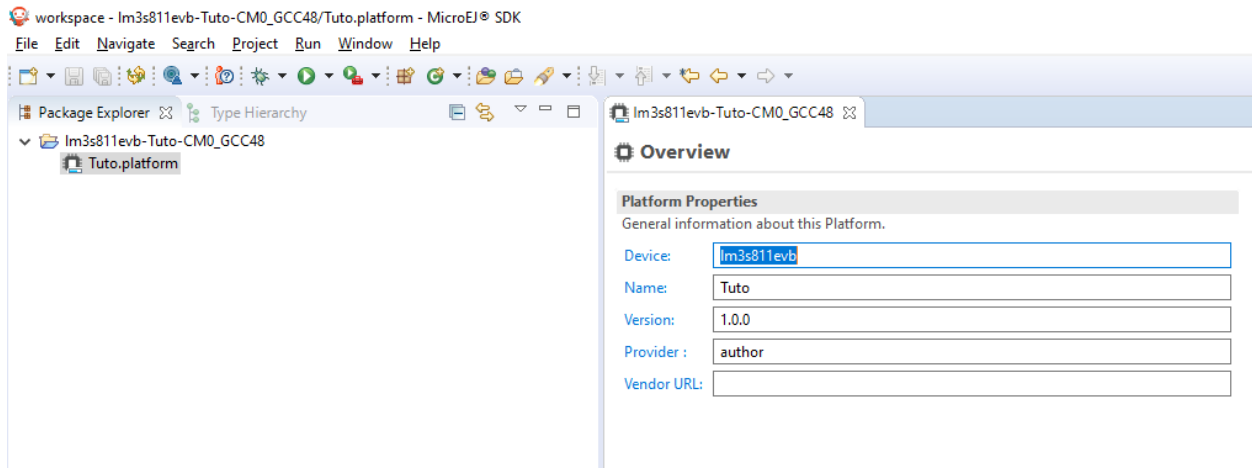 workspace - lm3s811evb-Tuto-CM0_GCC48/Tuto.platform - MicroEJ® SDK
File Edit Navigate Search Project Run Window Help
Package Explorer Type Hierarchy
lm3s811evb-Tuto-CM0_GCC48
Tuto.platform
lm3s811evb-Tuto-CM0_GCC48
Overview
Platform Properties
General information about this Platform.
Device: lm3s811evb
Name: Tuto
Version: 1.0.0
Provider : author
Vendor URL: